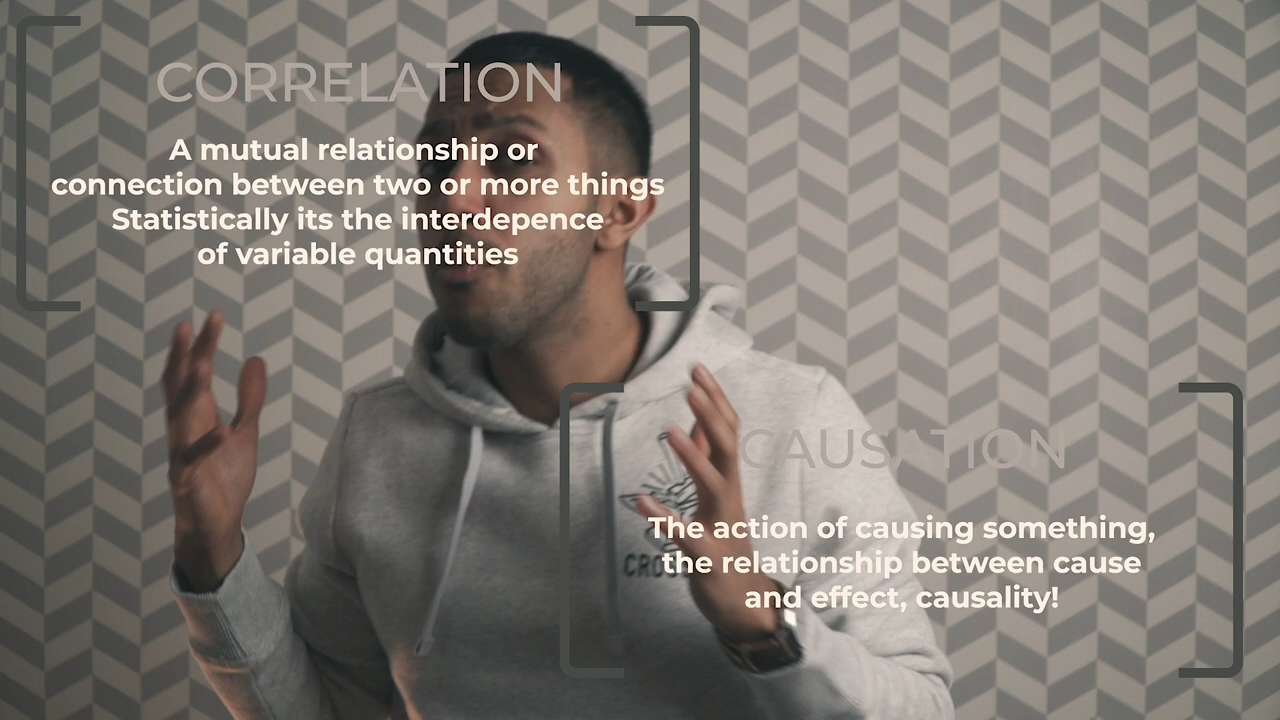 CORRELATION
A mutual relationship or
connection between two or more things
Statistically its the interdepence
of variable quantities
CAUSATION
The action of causing something,
the relationship between cause
and effect, causality!